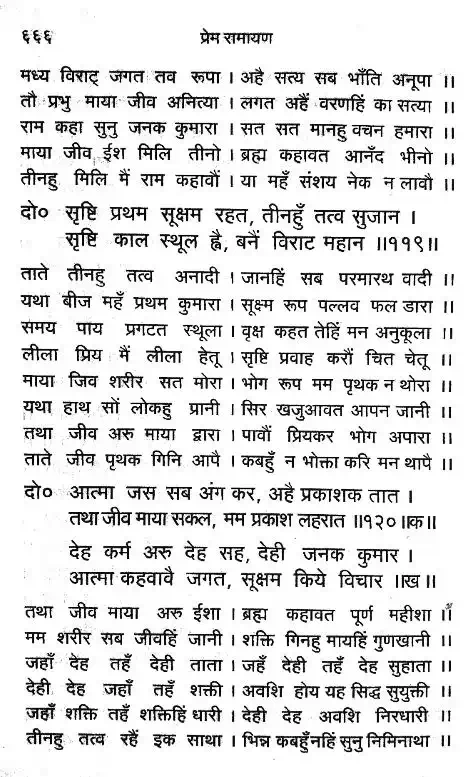 ६६६ प्रेम रामायण
मध्य विराट् जगत तव रूपा । अहै सत्य सब भाँति अनूपा ॥
तौ प्रभु माया जीव अनित्या । लगत अहैं वरणहिं का सत्या ॥
राम कहा सुनु जनक कुमारा । सत सत मानहु वचन हमारा ॥
माया जीव ईश मिलि तीनो । ब्रह्म कहावत आनँद भीनो ॥
तीनहु मिलि मैं राम कहावौं । या महँ संशय नेक न लावौ ॥
दो० सृष्टि प्रथम सूक्षम रहत, तीनहुँ तत्व सुजान ।
सृष्टि काल स्थूल ह्वै, बनैं विराट महान ॥११९॥
ताते तीनहु तत्व अनादी । जानहिं सब परमारथ वादी ॥
यथा बीज महँ प्रथम कुमारा । सूक्ष्म रूप पल्लव फल डारा ॥
समय पाय प्रगटत स्थूला । वृक्ष कहत तेहिं मन अनुकूला ॥
लीला प्रिय मैं लीला हेतू । सृष्टि प्रवाह करौं चित चेतू ॥
माया जिव शरीर सत मोरा । भोग रूप मम पृथक न थोरा ॥
यथा हाथ सों लोकहु प्रानी । सिर खजुआवत आपन जानी ॥
तथा जीव अरु माया द्वारा । पावौं प्रियकर भोग अपारा ॥
ताते जीव पृथक गिनि आपै । कबहुँ न भोक्ता करि मन थापै ॥
दो० आत्मा जस सब अंग कर, अहै प्रकाशक तात ।
तथा जीव माया सकल, मम प्रकाश लहरात ॥१२०॥क॥
देह कर्म अरु देह सह, देही जनक कुमार ।
आत्मा कहवावै जगत, सूक्षम किये विचार ॥ख॥
तथा जीव माया अरु ईशा । ब्रह्म कहावत पूर्ण महीशा ॥
मम शरीर सब जीवहिं जानी । शक्ति गिनहु मायहिं गुणखानी ॥
जहाँ देह तहँ देही ताता । जहँ देही तहँ देह सुहाता ॥
देही देह जहाँ तहँ शक्ती । अवशि होय यह सिद्ध सुयुक्ती ॥
जहाँ शक्ति तहँ शक्तिहिं धारी । देही देह अवशि निरधारी ॥
तीनहु तत्व रहैं इक साथा । भिन्न कबहुँनहिं सुनु निमिनाथा ॥